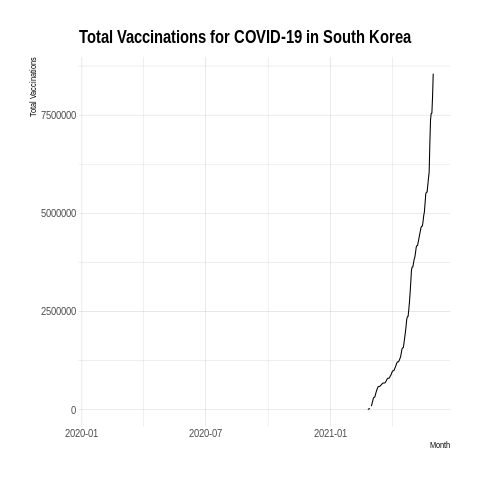 Total Vaccinations for COVID-19 in South Korea
Total Vaccinations
7500000
5000000
2500000
0
2020-01
2020-07
2021-01
Month